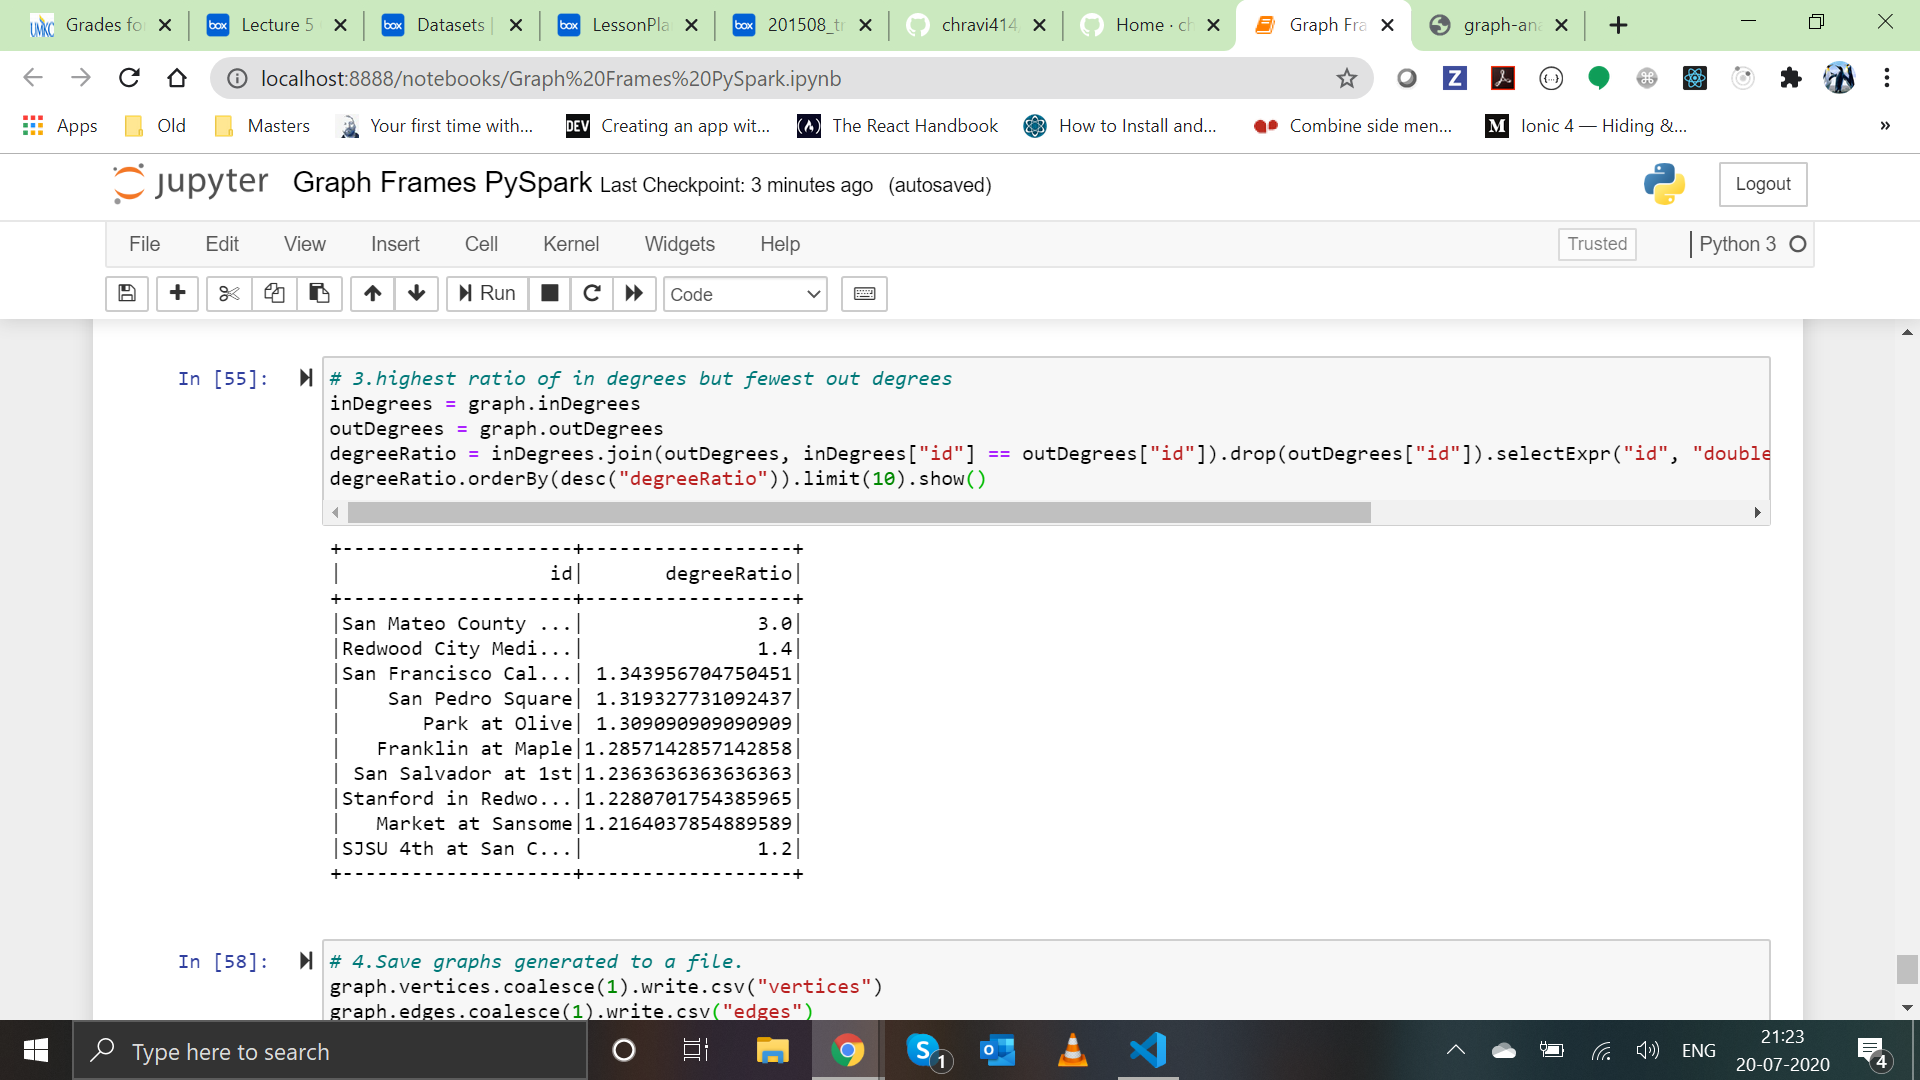 Grades fo
Lecture 5
Datasets |
LessonPla
201508_tr
chravi414
Home · ch
Graph Fra
graph-ana
localhost:8888/notebooks/Graph%20Frames%20PySpark.ipynb
Apps
Old
Masters
Your first time with...
DEV Creating an app wit...
The React Handbook
How to Install and...
Combine side men...
M Ionic 4 — Hiding &...
»
jupyter Graph Frames PySpark Last Checkpoint: 3 minutes ago (autosaved)
Logout
File Edit View Insert Cell Kernel Widgets Help
Trusted
Python 3
Run
Code
In [55]:
# 3.highest ratio of in degrees but fewest out degrees
inDegrees = graph.inDegrees
outDegrees = graph.outDegrees
degreeRatio = inDegrees.join(outDegrees, inDegrees["id"] == outDegrees["id"]).drop(outDegrees["id"]).selectExpr("id", "double
degreeRatio.orderBy(desc("degreeRatio")).limit(10).show()
+--------------------+------------------+
|                  id|       degreeRatio|
+--------------------+------------------+
|San Mateo County ...|               3.0|
|Redwood City Medi...|               1.4|
|San Francisco Cal...| 1.343956704750451|
|    San Pedro Square| 1.319327731092437|
|       Park at Olive| 1.309090909090909|
|   Franklin at Maple|1.2857142857142858|
| San Salvador at 1st|1.2363636363636363|
|Stanford in Redwo...|1.2280701754385965|
|   Market at Sansome|1.2164037854889589|
|SJSU 4th at San C...|               1.2|
+--------------------+------------------+
In [58]:
# 4.Save graphs generated to a file.
graph.vertices.coalesce(1).write.csv("vertices")
graph.edges.coalesce(1).write.csv("edges")
Type here to search
1
ENG
21:23
20-07-2020
4